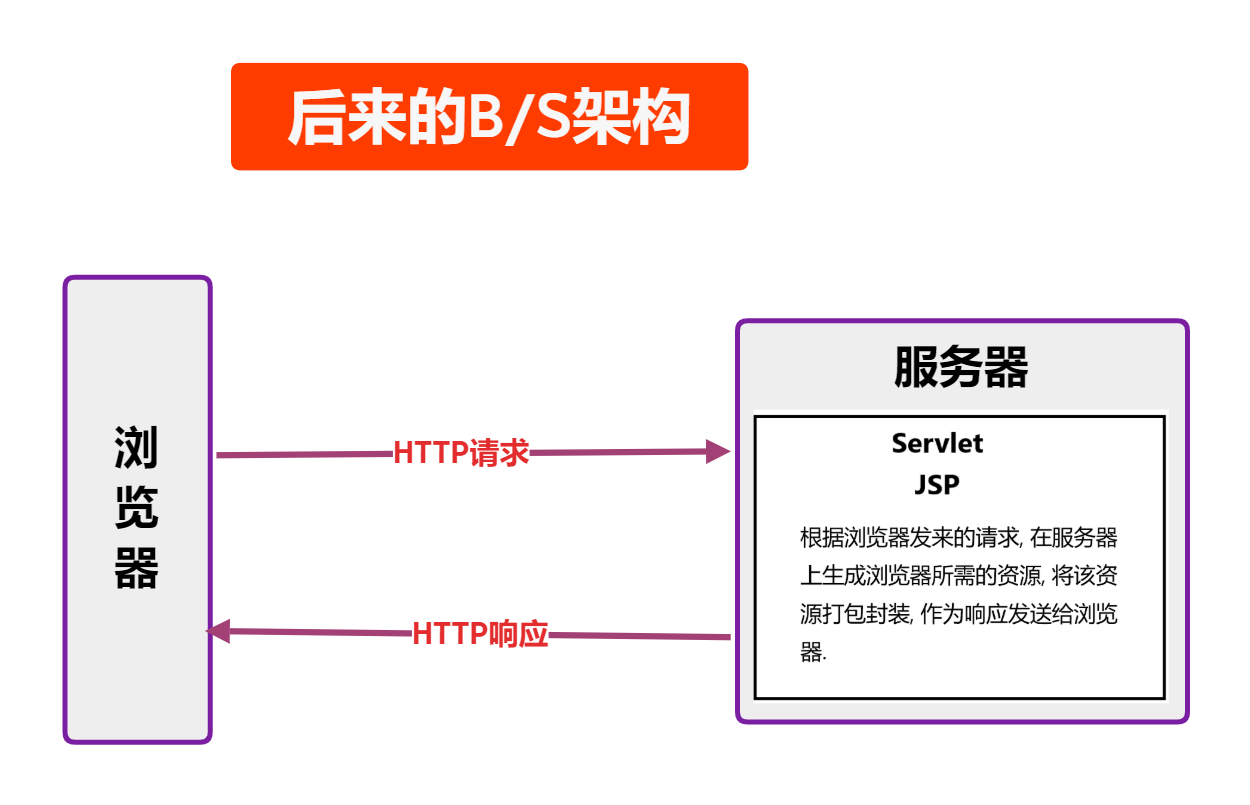 后来的B/S架构
浏
览
器
HTTP请求
HTTP响应
服务器
Servlet
JSP
根据浏览器发来的请求, 在服务器
上生成浏览器所需的资源, 将该资
源打包封装, 作为响应发送给浏览
器.